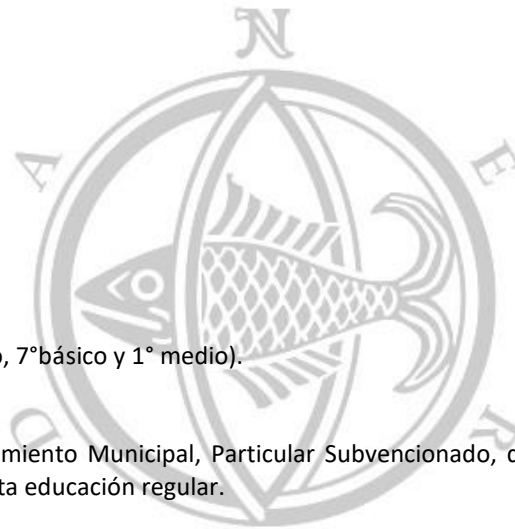 N
A E
, 7°básico y 1° medio).
D R
miento Municipal, Particular Subvencionado,
ta educación regular.